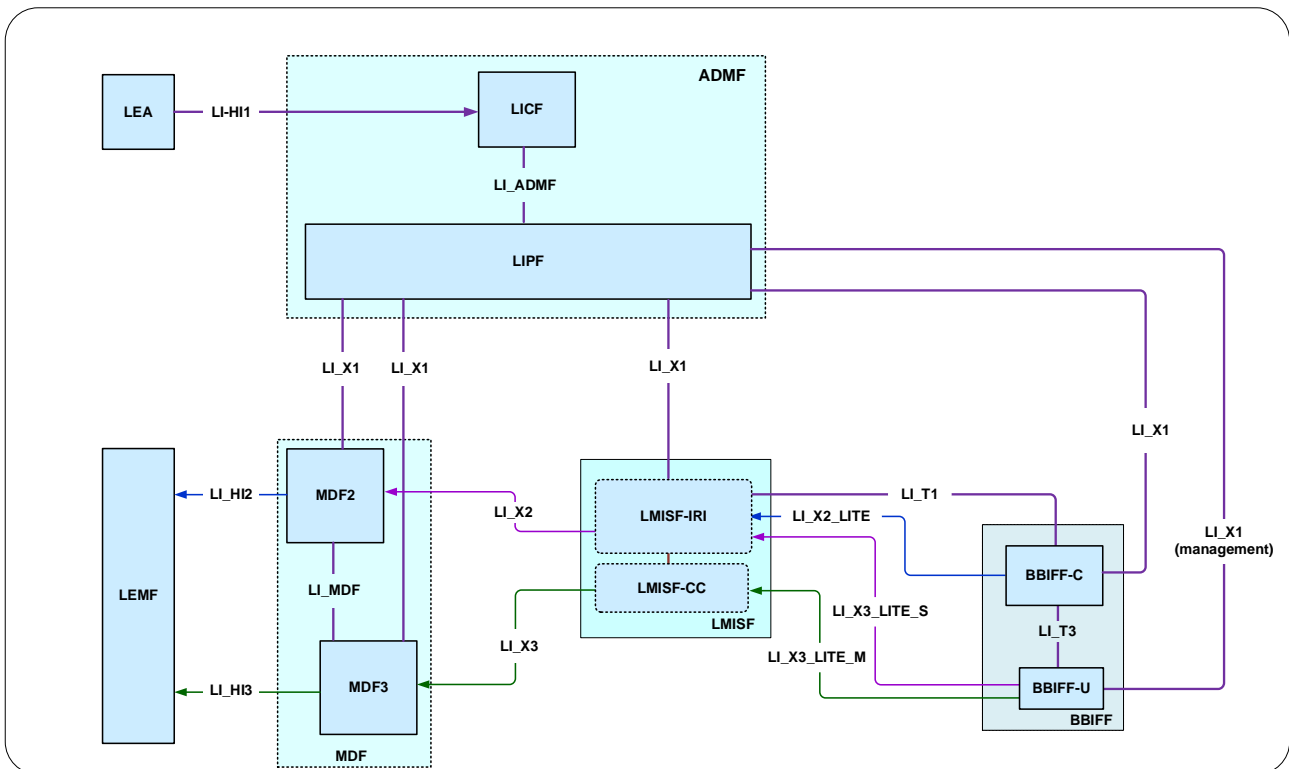 ADMF
LEA
LI-HI1
LICF
LI_ADMF
LIPF
LI_X1
LI_X1
LI_X1
LI_X1
LI_X1
(management)
LEMF
LI_HI2
MDF2
LI_X2
LMISF-IRI
LI_T1
LI_X2_LITE
BBIFF-C
LI_MDF
LMISF-CC
LMISF
LI_X3_LITE_S
LI_T3
LI_X3
LI_X3_LITE_M
LI_HI3
MDF3
BBIFF-U
BBIFF
MDF